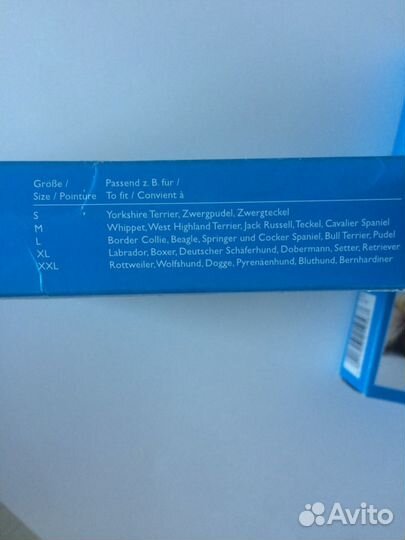 Größe / Passend z. B. fur /
Size / Pointure To fit / Convient à
S Yorkshire Terrier, Zwergpudel, Zwergteckel
M Whippet, West Highland Terrier, Jack Russell, Teckel, Cavalier Spaniel
L Border Collie, Beagle, Springer und Cocker Spaniel, Bull Terrier, Pudel
XL Labrador, Boxer, Deutscher Schäferhund, Dobermann, Setter, Retriever
XXL Rottweiler, Wolfshund, Dogge, Pyrenäenhund, Bluthund, Bernhardiner
Avito